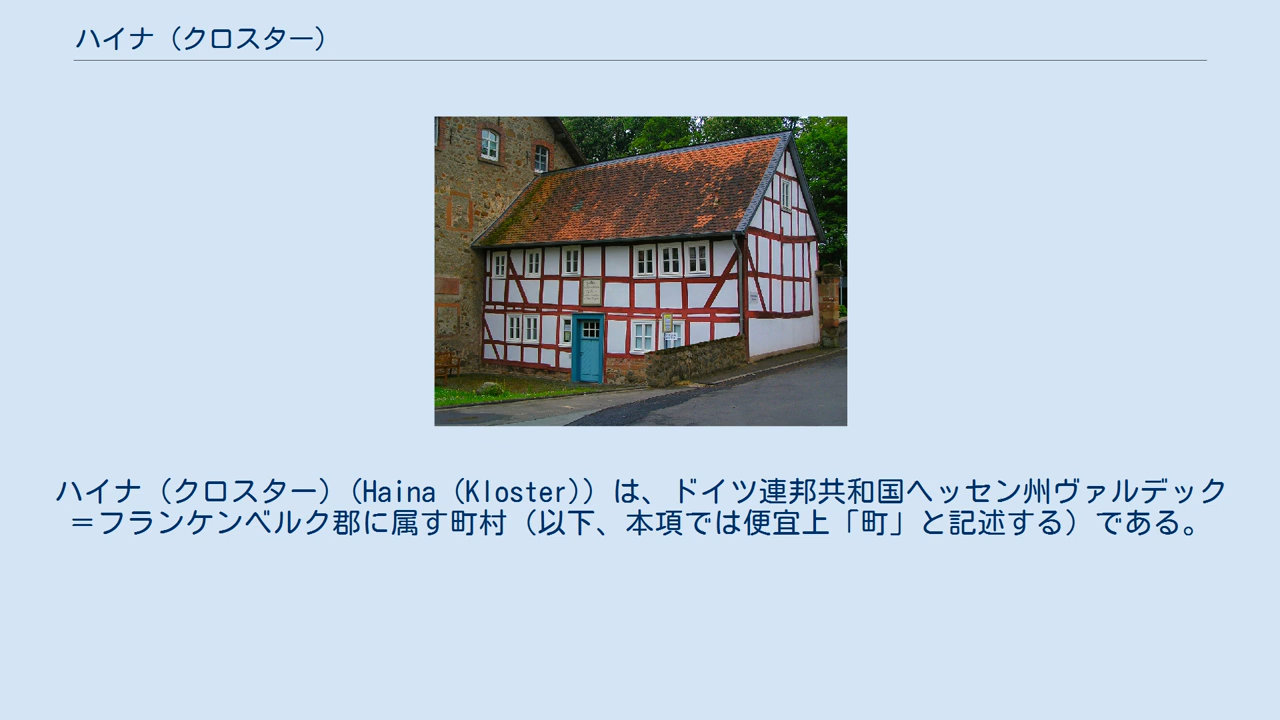 ハイナ（クロスター）
ハイナ（クロスター）（Haina (Kloster)）は、ドイツ連邦共和国ヘッセン州ヴァルデック
＝フランケンベルク郡に属す町村（以下、本項では便宜上「町」と記述する）である。